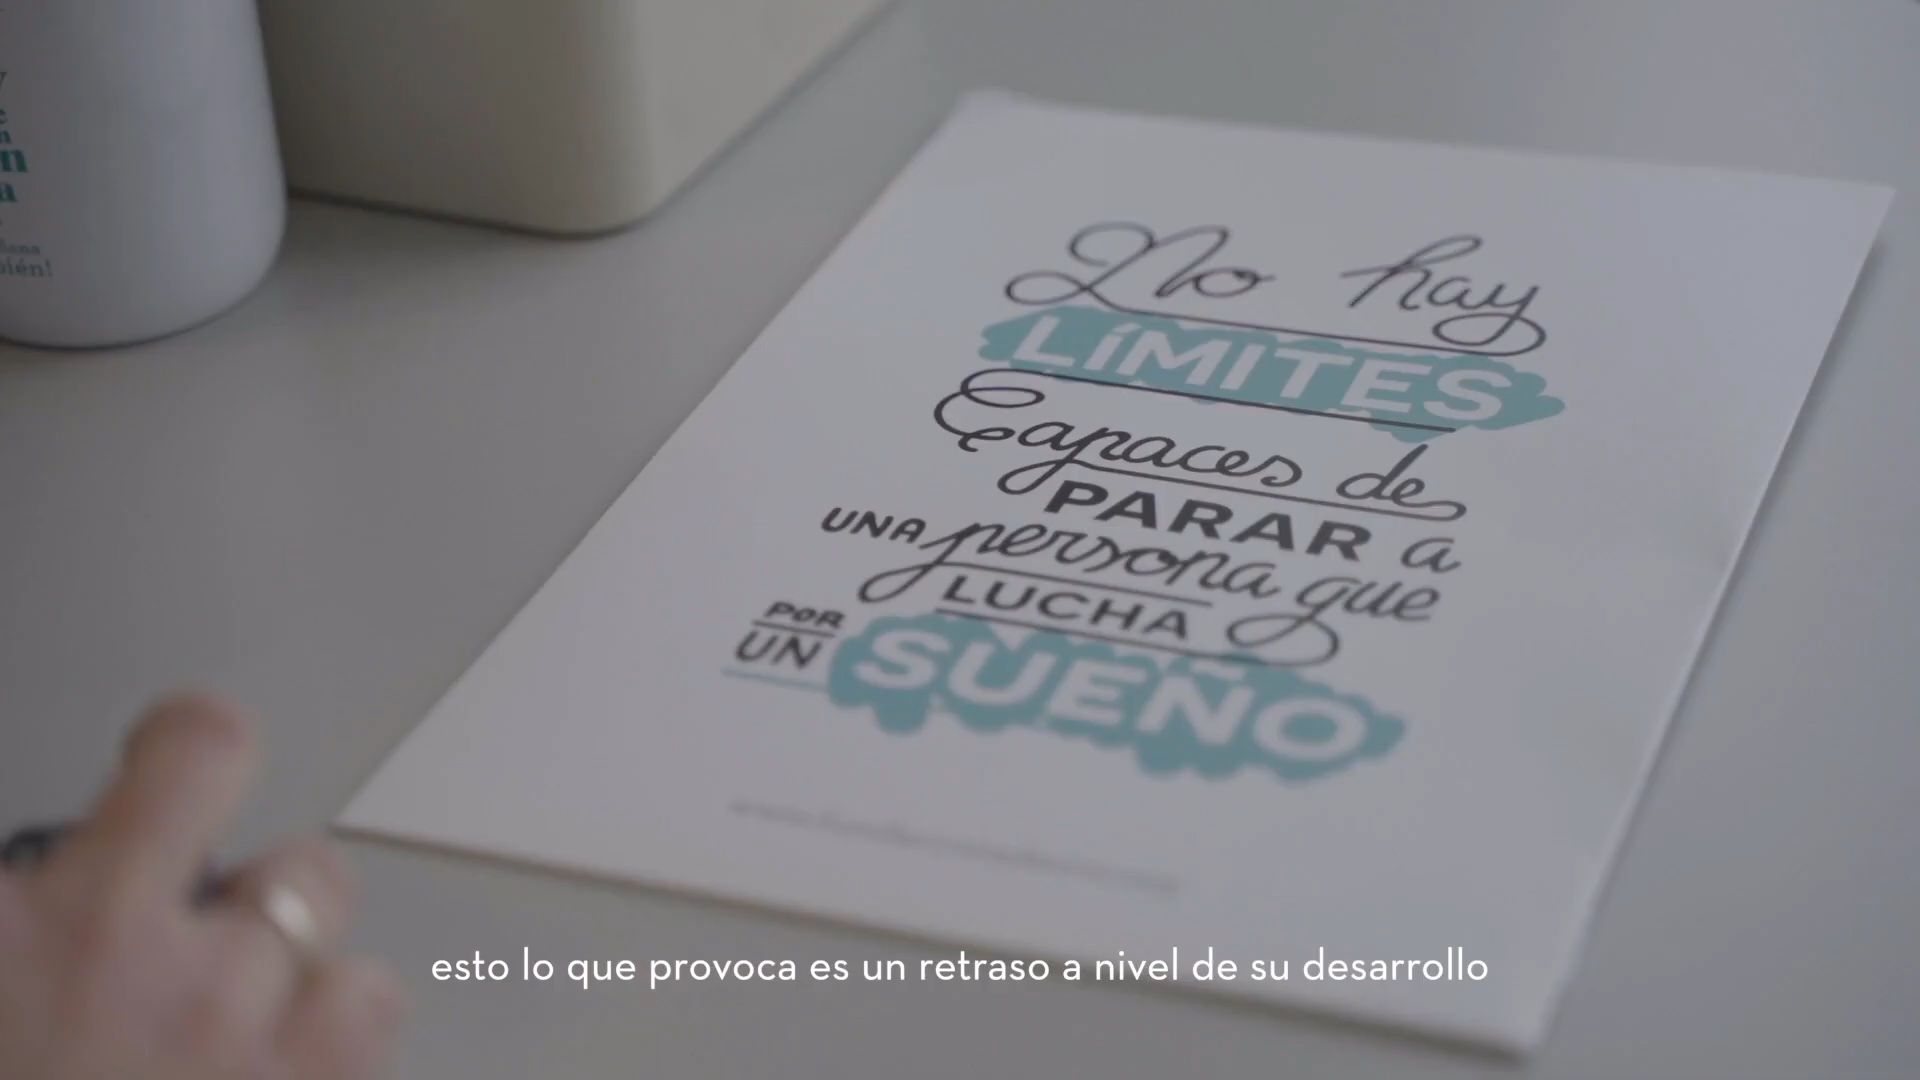 No hay
LÍMITES
Capaces de
PARAR a
UNA persona que
LUCHA
POR
UN SUEÑO
esto lo que provoca es un retraso a nivel de su desarrollo